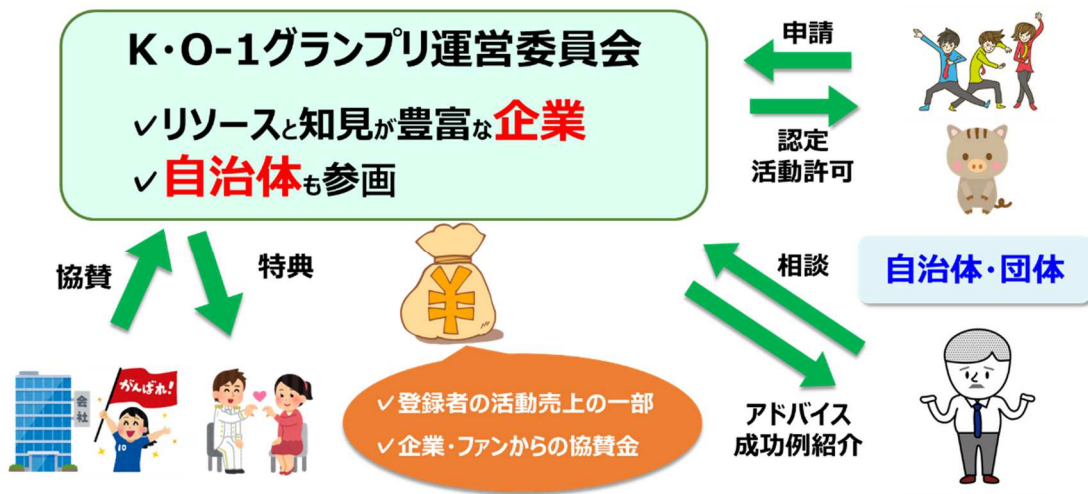 K・O-1グランプリ運営委員会
✓リソースと知見が豊富な企業
✓自治体も参画
申請
認定
活動許可
協賛
特典
相談
自治体・団体
¥
がんばれ!
会社
10
✓登録者の活動売上の一部
✓企業・ファンからの協賛金
アドバイス
成功例紹介